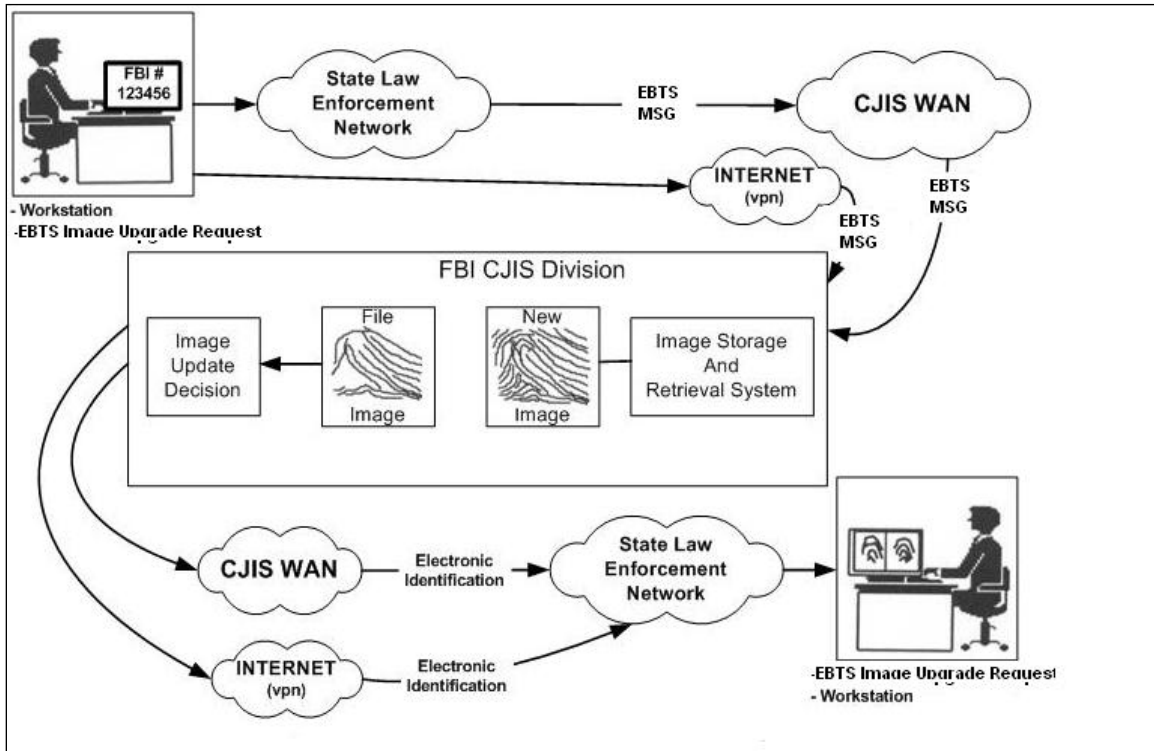 FBI #
123456
State Law
Enforcement
Network
EBTS
MSG
CJIS WAN
INTERNET
(vpn)
EBTS
MSG
EBTS
MSG
- Workstation
-EBTS Image Upgrade Request
FBI CJIS Division
Image
Update
Decision
File
Image
New
Image
Image Storage
And
Retrieval System
CJIS WAN
Electronic
Identification
State Law
Enforcement
Network
INTERNET
(vpn)
Electronic
Identification
-EBTS Image Upgrade Request
- Workstation